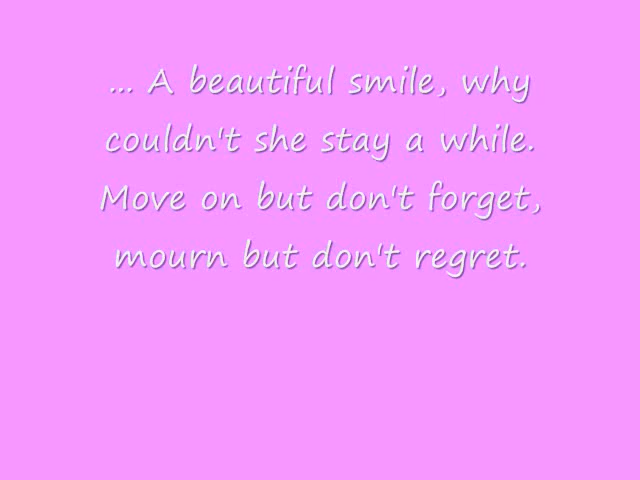 ... A beautiful smile, why
couldn't she stay a while.
Move on but don't forget,
mourn but don't regret.